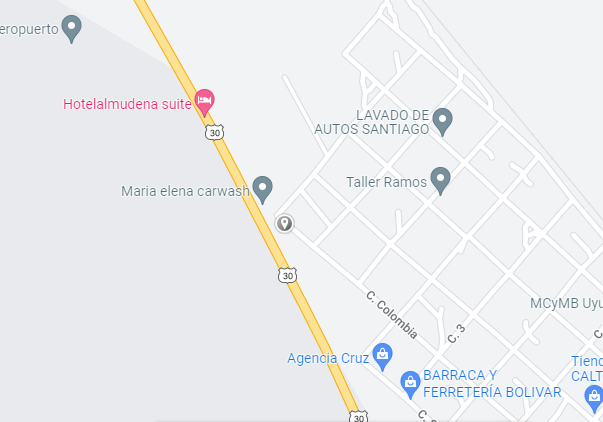 eropuerto
Hotelalmudena suite
30
LAVADO DE
AUTOS SANTIAGO
Maria elena carwash
Taller Ramos
30
C. Colombia
C. 3
MCyMB Uyu
C.
Agencia Cruz
BARRACA Y
FERRETERÍA BOLIVAR
Tien
CALT
30
C.